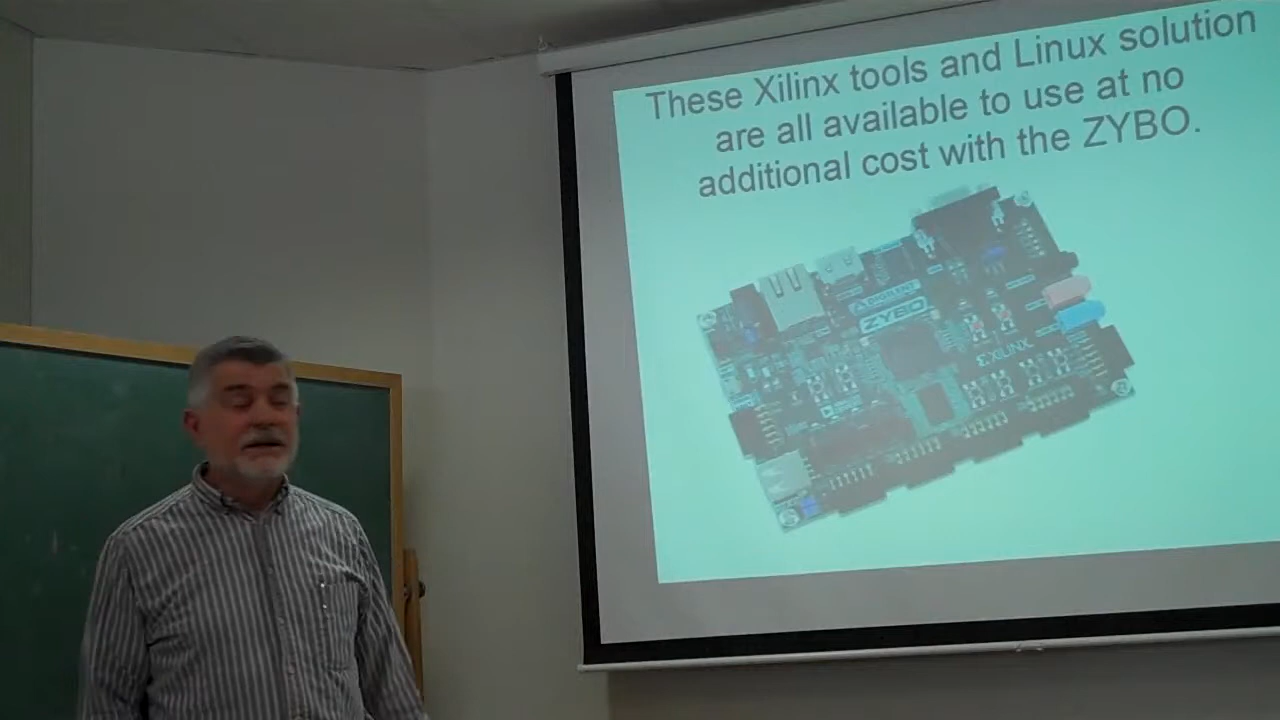 These Xilinx tools and Linux solution
are all available to use at no
additional cost with the ZYBO.
DIGILENT
ZYBO
XILINX